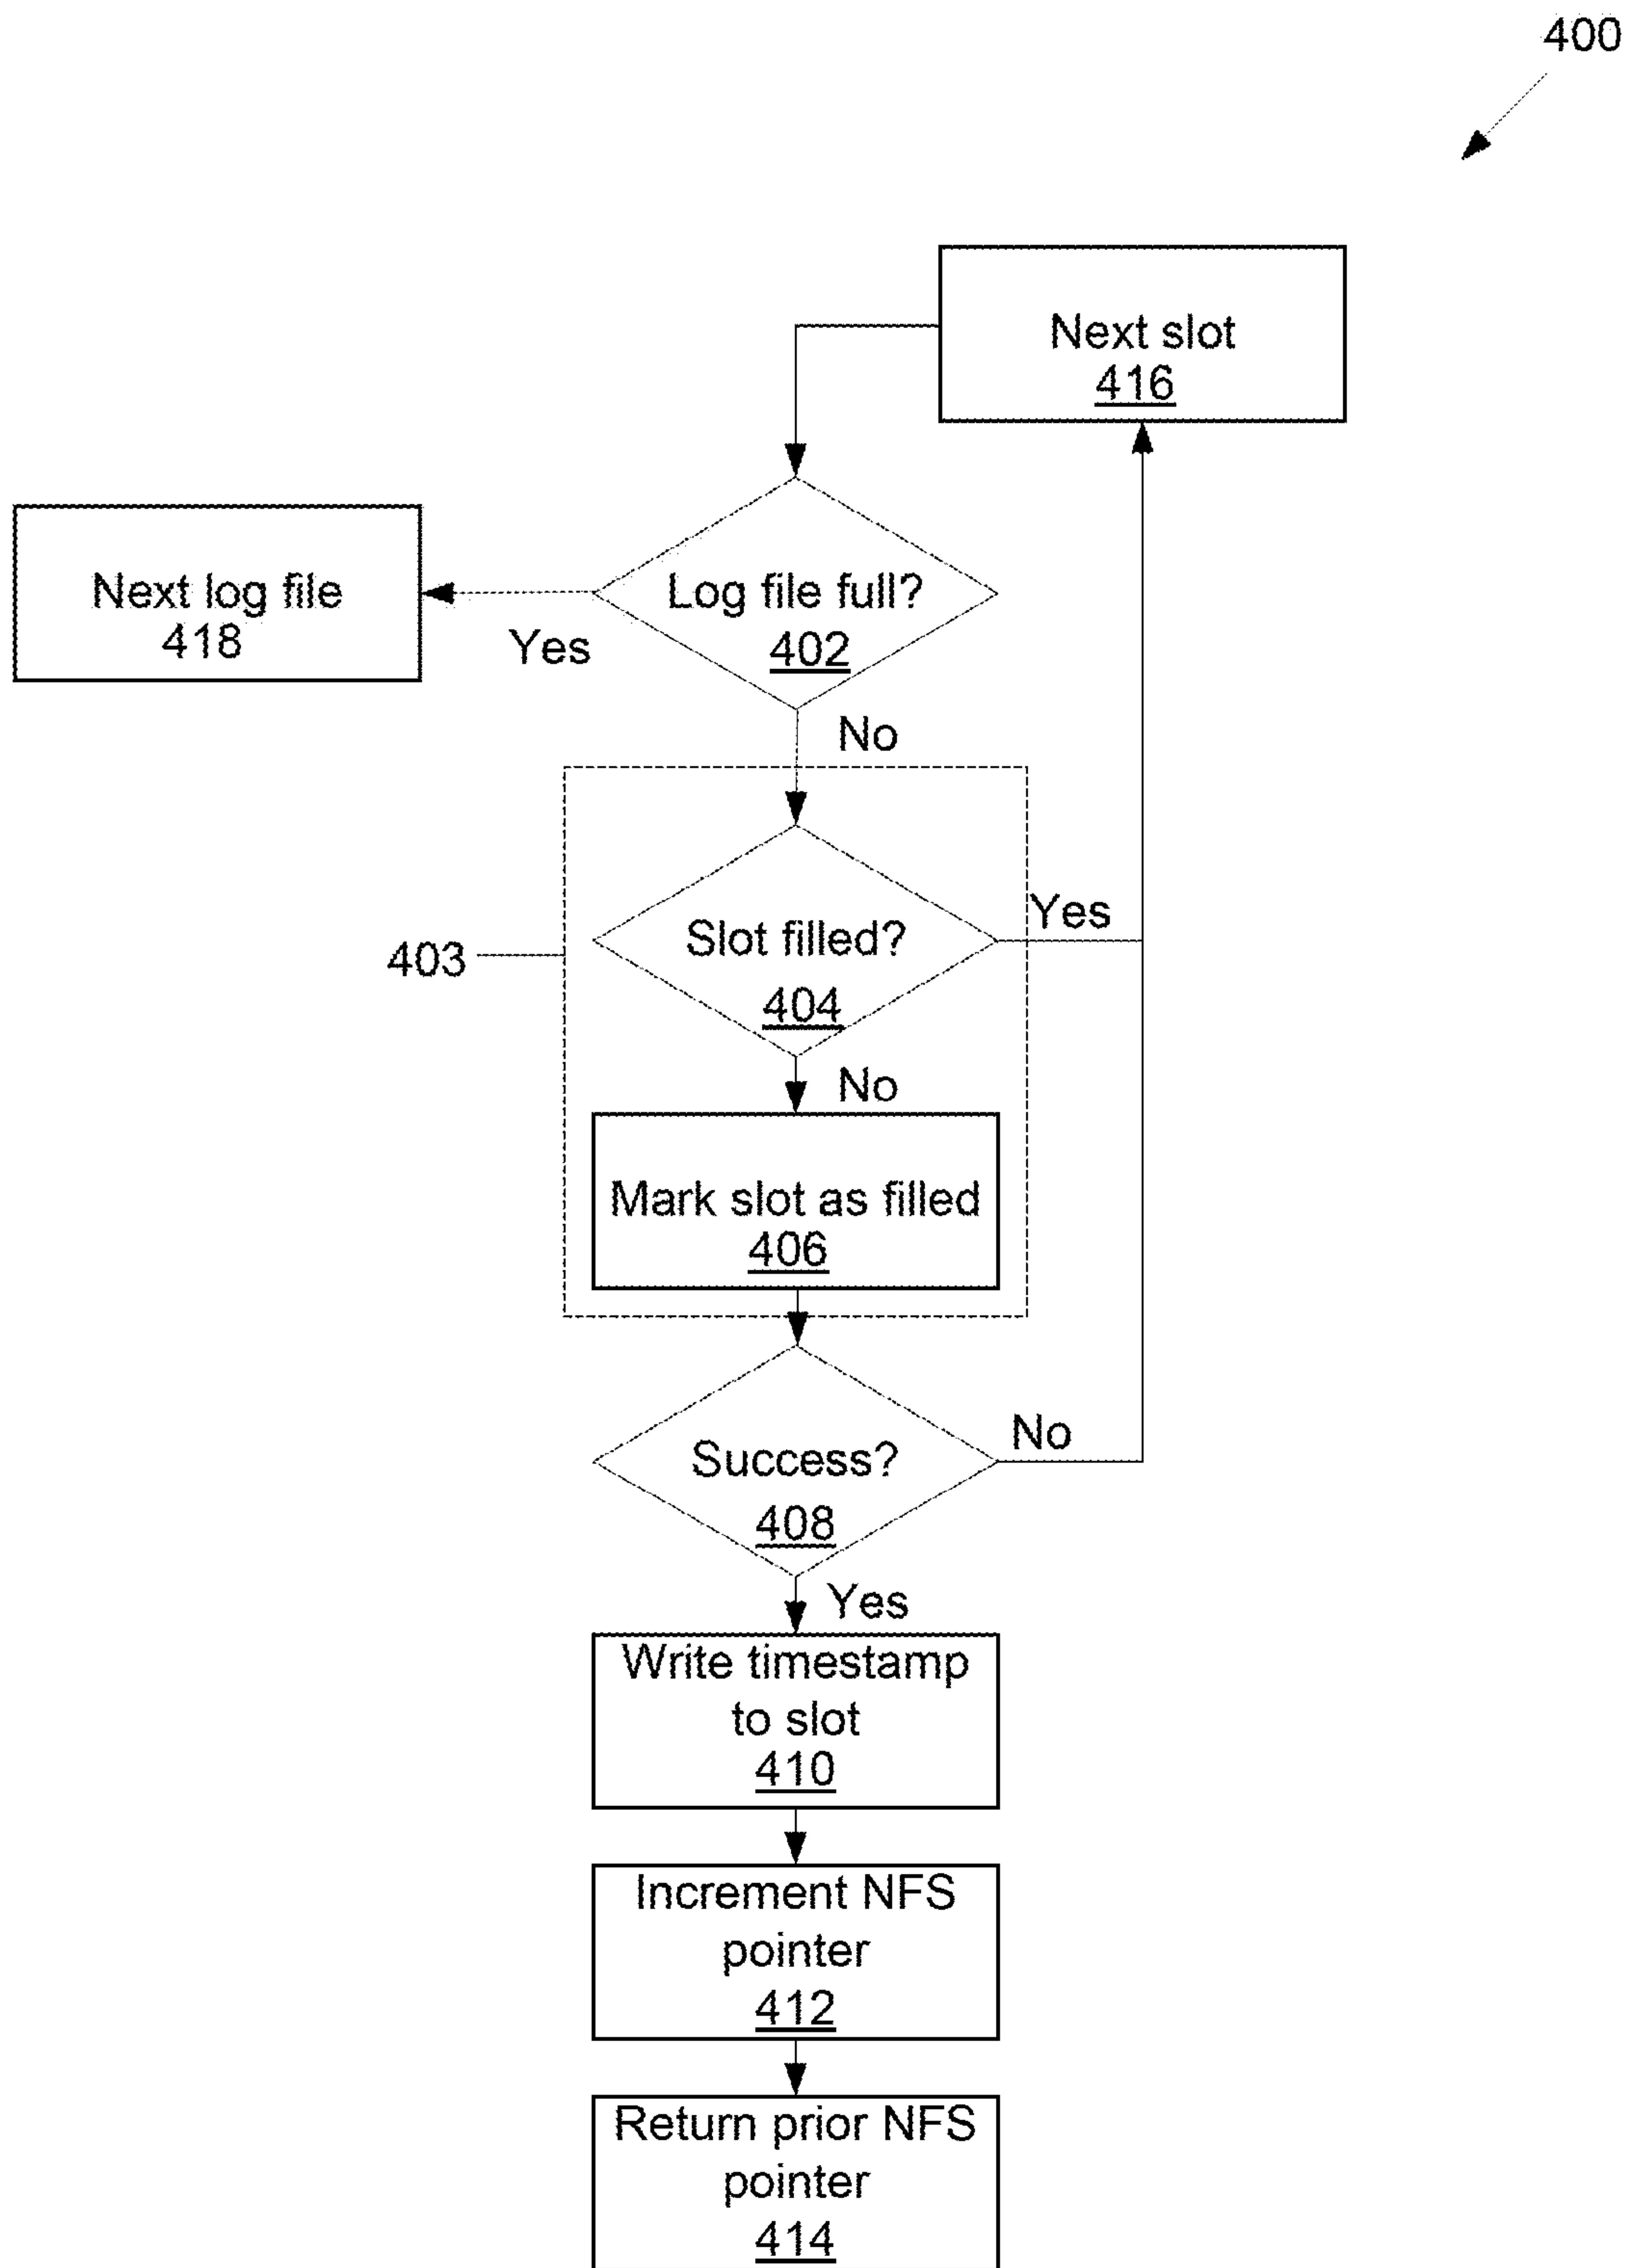 400
Next slot
416
Next log file
418
Log file full?
402
Yes
No
403
Slot filled?
404
Yes
No
Mark slot as filled
406
Success?
408
No
Yes
Write timestamp
to slot
410
Increment NFS
pointer
412
Return prior NFS
pointer
414